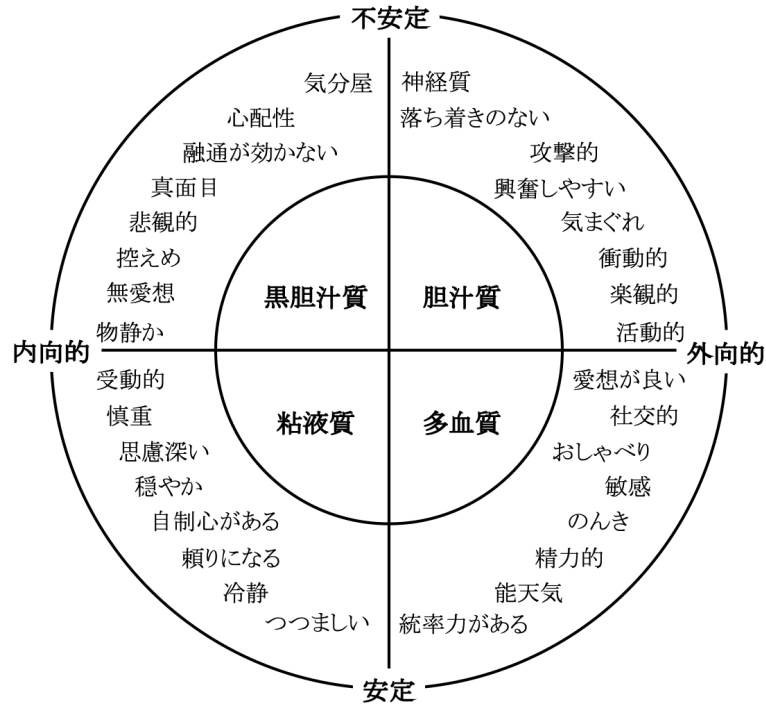 不安定
気分屋
神経質
心配性
落ち着きのない
融通が効かない
攻撃的
真面目
興奮しやすい
悲観的
気まぐれ
控えめ
衝動的
無愛想
黒胆汁質
胆汁質
楽観的
物静か
活動的
内向的
外向的
受動的
愛想が良い
慎重
粘液質
多血質
社交的
思慮深い
おしゃべり
穏やか
敏感
自制心がある
のんき
頼りになる
精力的
冷静
能天気
つつましい
統率力がある
安定